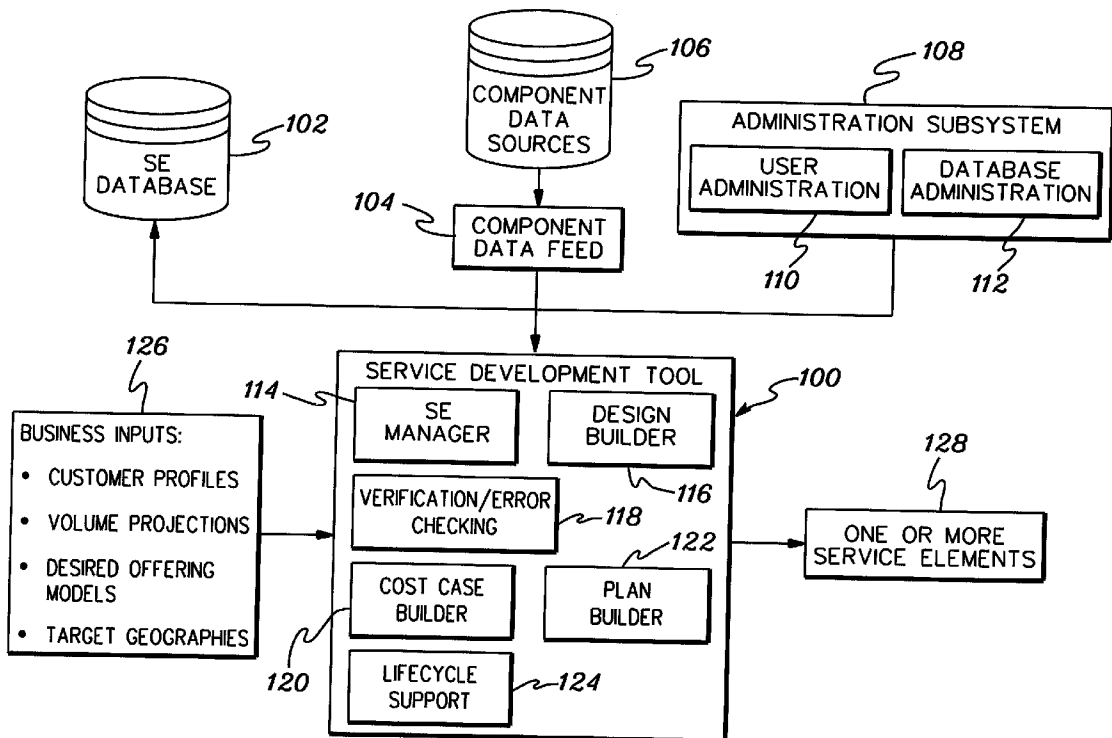 106
COMPONENT
DATA
SOURCES
108
ADMINISTRATION SUBSYSTEM
USER
ADMINISTRATION
DATABASE
ADMINISTRATION
102
SE
DATABASE
104
COMPONENT
DATA FEED
110
112
126
SERVICE DEVELOPMENT TOOL
100
114
SE
MANAGER
DESIGN
BUILDER
116
BUSINESS INPUTS:
• CUSTOMER PROFILES
• VOLUME PROJECTIONS
• DESIRED OFFERING
MODELS
• TARGET GEOGRAPHIES
VERIFICATION/ERROR
CHECKING
118
122
128
ONE OR MORE
SERVICE ELEMENTS
COST CASE
BUILDER
PLAN
BUILDER
120
LIFECYCLE
SUPPORT
124